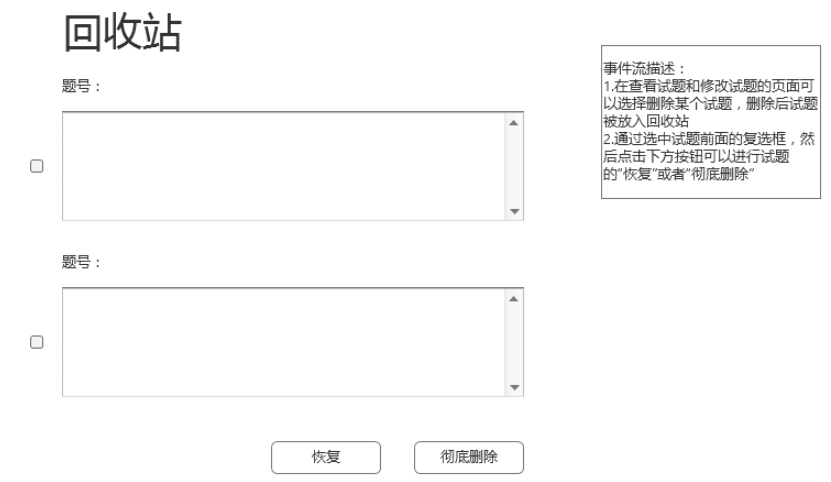 回收站
题号：
事件流描述：
1.在查看试题和修改试题的页面可
以选择删除某个试题，删除后试题
被放入回收站
2.通过选中试题前面的复选框，然
后点击下方按钮可以进行试题
的“恢复”或者“彻底删除”
题号：
恢复
彻底删除